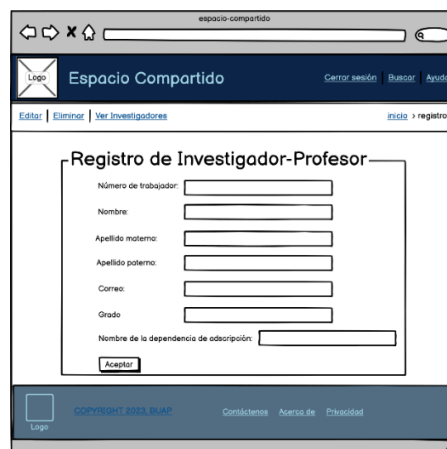 espacio-compartido
Logo Espacio Compartido Cerrar sesión Buscar Ayuda
Editar Eliminar Ver Investigadores inicio > registro
Registro de Investigador-Profesor
Número de trabajador:
Nombre:
Apellido materno:
Apellido paterno:
Correo:
Grado
Nombre de la dependencia de adscripción:
Aceptar
COPYRIGHT 2023, BUAP Contáctenos Acerca de Privacidad
Logo